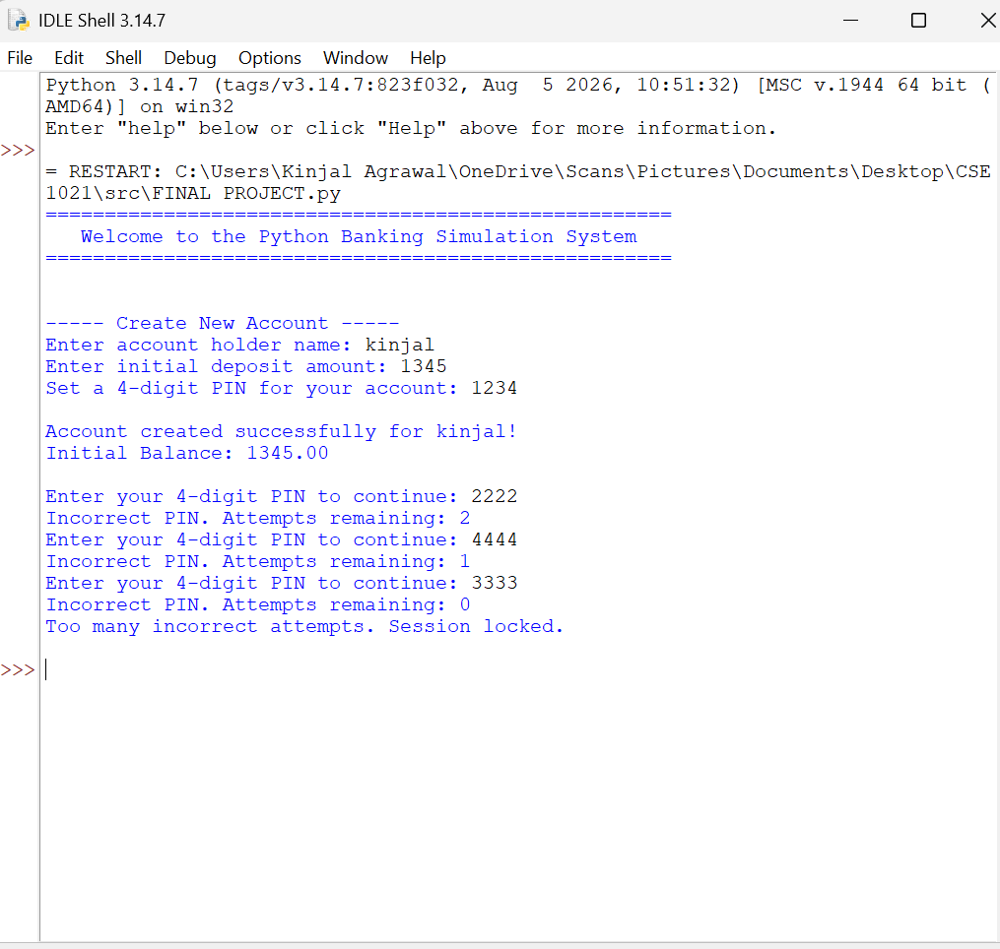 IDLE Shell 3.14.7
File Edit Shell Debug Options Window Help
Python 3.14.7 (tags/v3.14.7:823f032, Aug  5 2026, 10:51:32) [MSC v.1944 64 bit (
AMD64)] on win32
Enter "help" below or click "Help" above for more information.
>>>
= RESTART: C:\Users\Kinjal Agrawal\OneDrive\Scans\Pictures\Documents\Desktop\CSE
1021\src\FINAL PROJECT.py
=====================================================
   Welcome to the Python Banking Simulation System
=====================================================
----- Create New Account -----
Enter account holder name: kinjal
Enter initial deposit amount: 1345
Set a 4-digit PIN for your account: 1234
Account created successfully for kinjal!
Initial Balance: 1345.00
Enter your 4-digit PIN to continue: 2222
Incorrect PIN. Attempts remaining: 2
Enter your 4-digit PIN to continue: 4444
Incorrect PIN. Attempts remaining: 1
Enter your 4-digit PIN to continue: 3333
Incorrect PIN. Attempts remaining: 0
Too many incorrect attempts. Session locked.
>>>